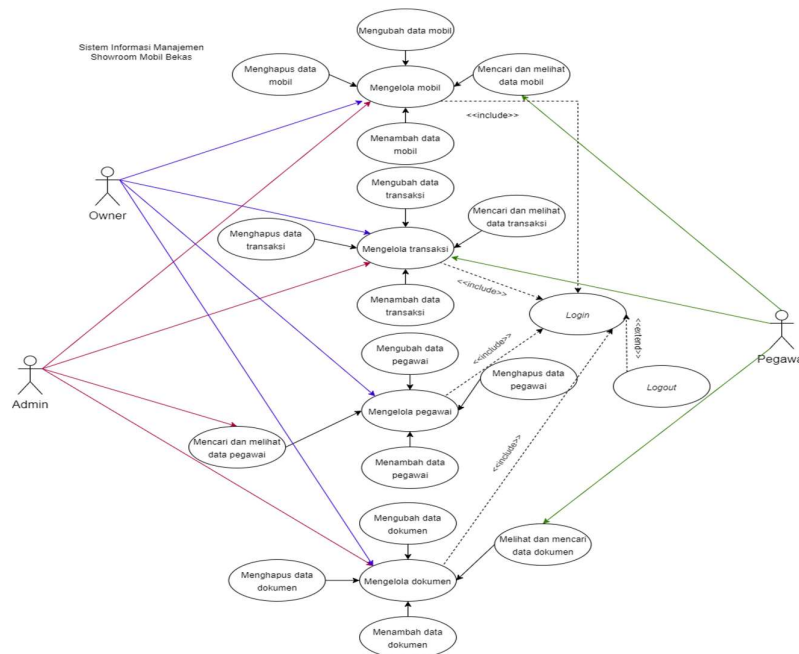 Sistem Informasi Manajemen
Showroom Mobil Bekas
Mengubah data mobil
Menghapus data
mobil
Mengelola mobil
Mencari dan melihat
data mobil
<<include>>
Menambah data
mobil
Owner
Mengubah data
transaksi
Menghapus data
transaksi
Mengelola transaksi
Mencari dan melihat
data transaksi
<<include>>
Menambah data
transaksi
Login
<<extend>>
Pegawa
Mengubah data
pegawai
<<include>>
Menghapus data
pegawai
Logout
Admin
Mengelola pegawai
Mencari dan melihat
data pegawai
Menambah data
pegawai
<<include>>
Mengubah data
dokumen
Melihat dan mencari
data dokumen
Menghapus data
dokumen
Mengelola dokumen
Menambah data
dokumen